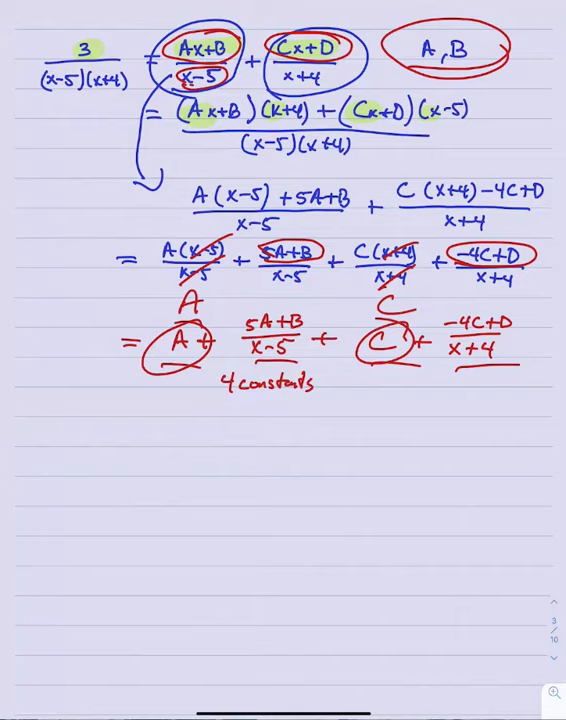 3/((x-5)(x+4)) = (Ax+B)/(x-5) + (Cx+D)/(x+4)    A, B
= ((Ax+B)(x+4) + (Cx+D)(x-5))/((x-5)(x+4))
(A(x-5)+5A+B)/(x-5) + (C(x+4)-4C+D)/(x+4)
= A(x-5)/(x-5) + (5A+B)/(x-5) + C(x+4)/(x+4) + (-4C+D)/(x+4)
A    C
= A + (5A+B)/(x-5) + C + (-4C+D)/(x+4)
4 constants
3
/
10